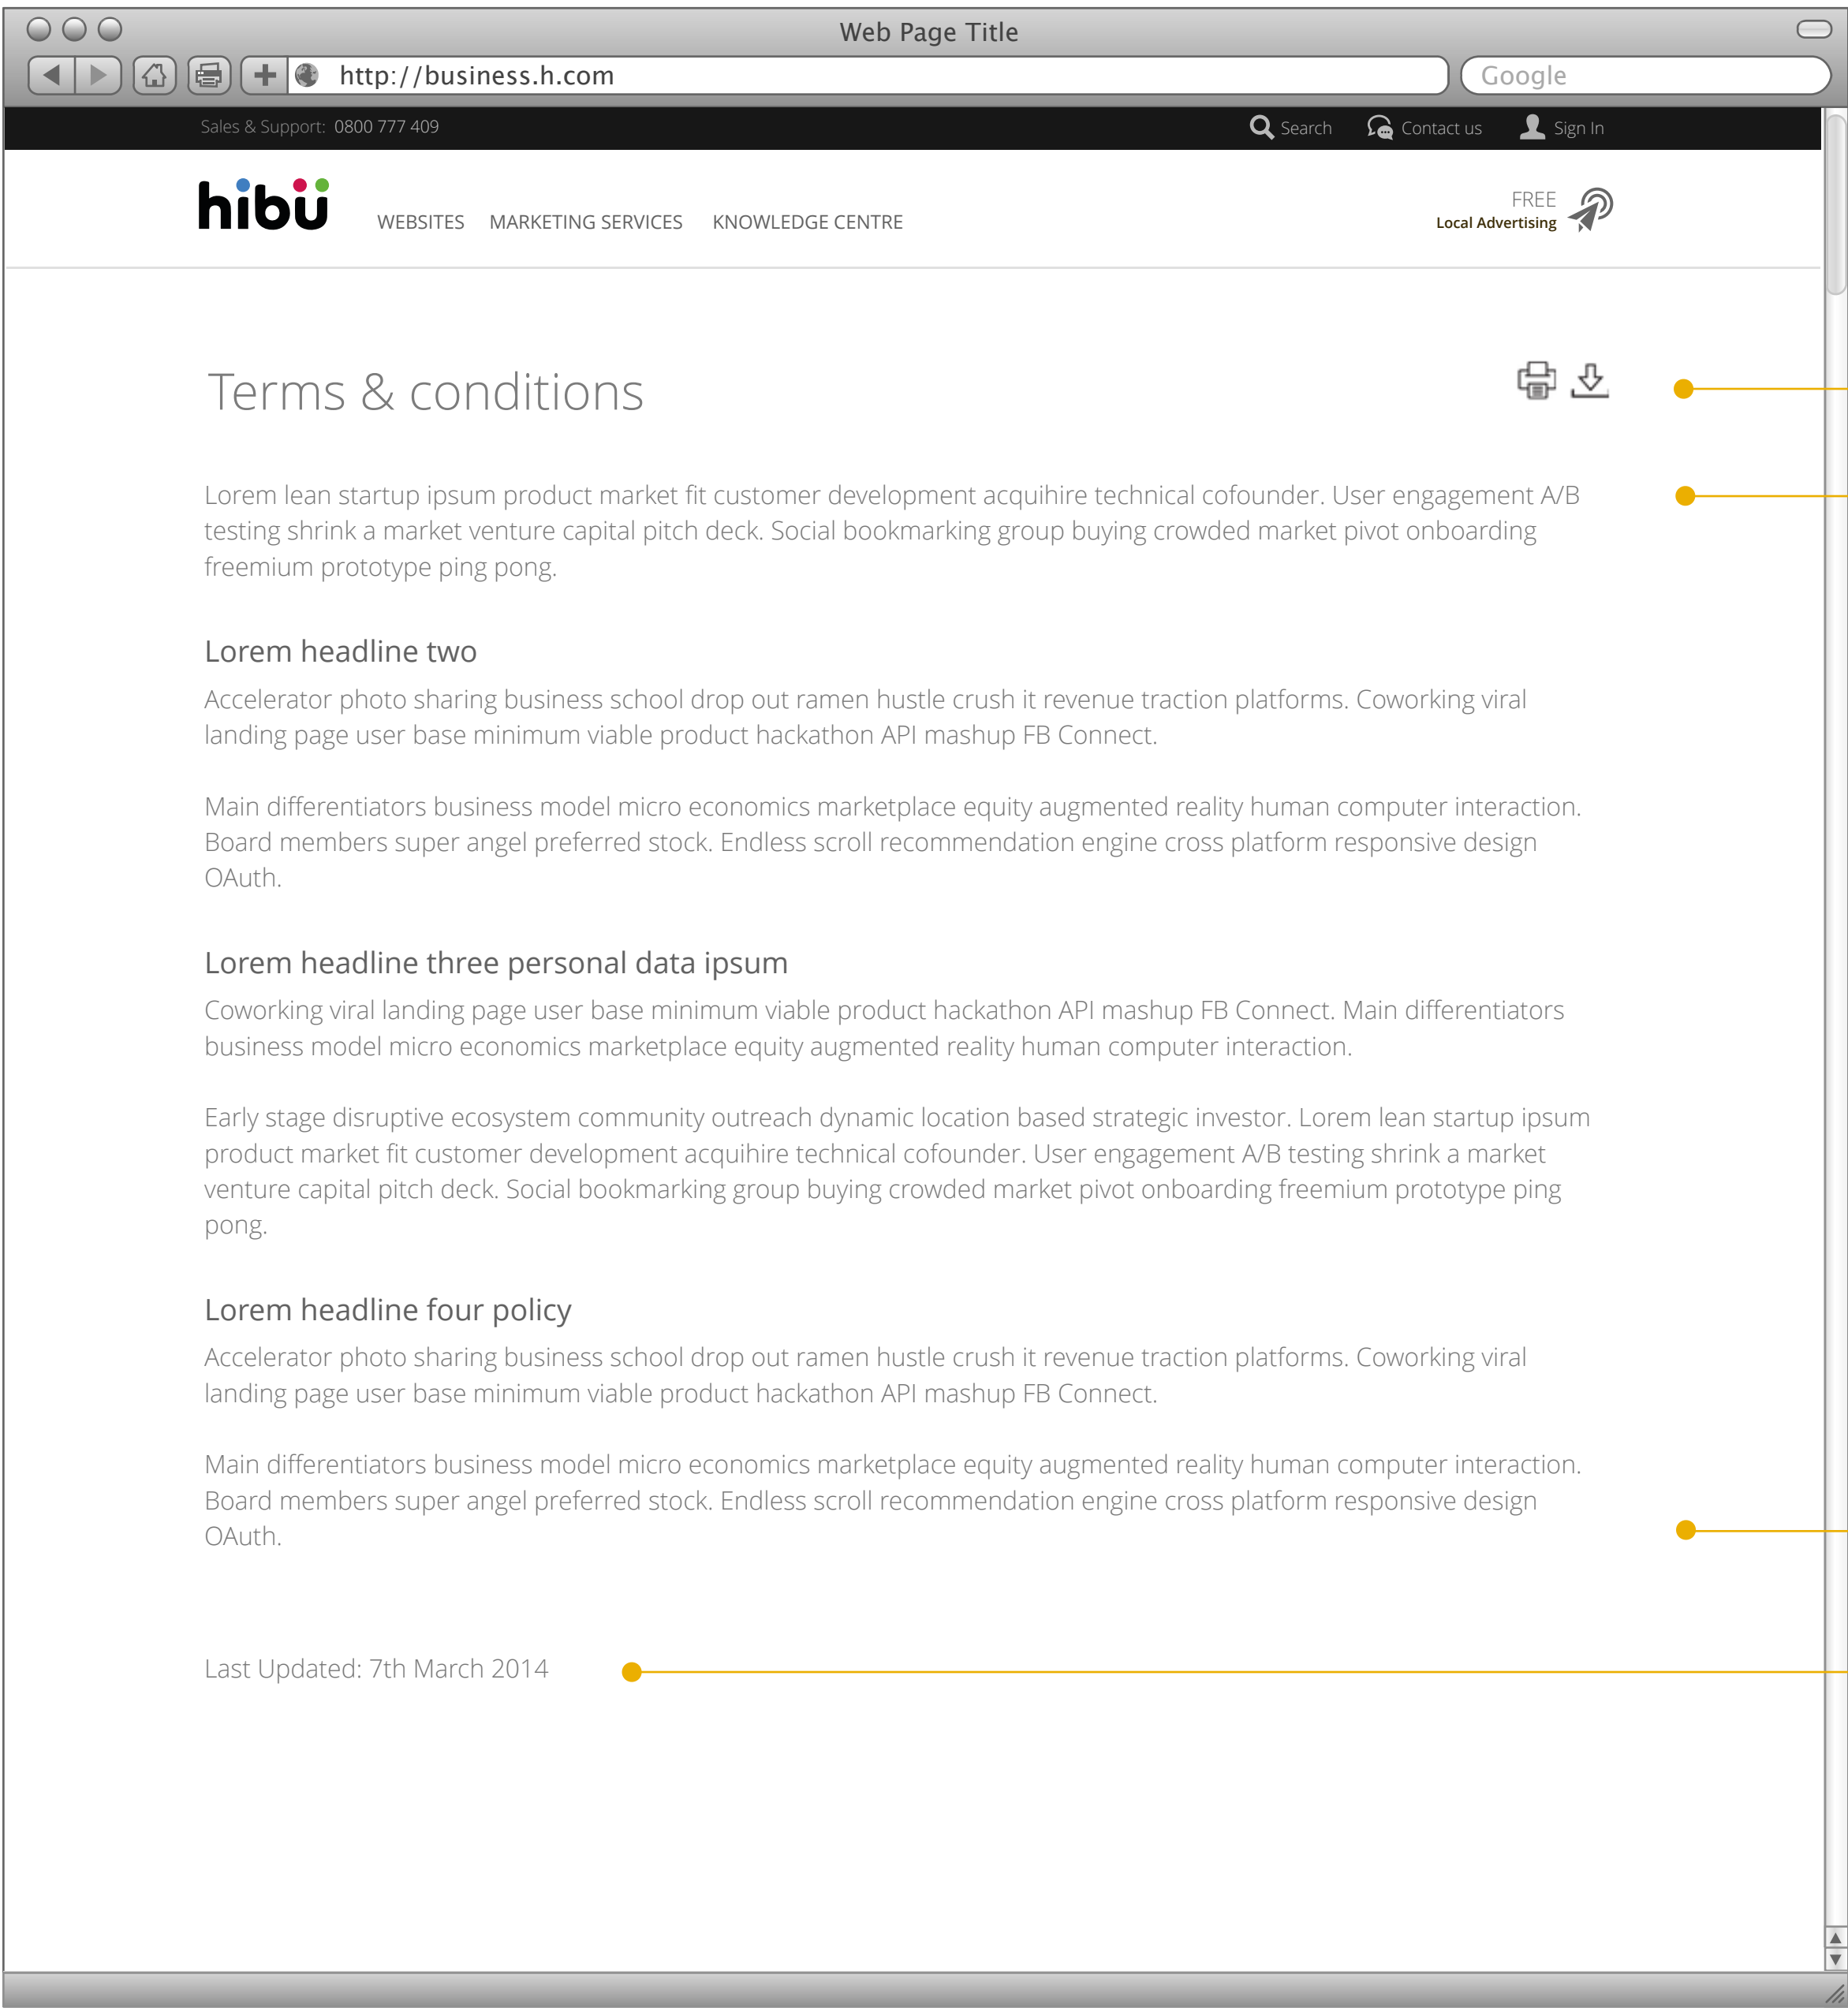 Web Page Title
http://business.h.com
Google
Sales & Support: 0800 777 409
Search
Contact us
Sign In
hibü
WEBSITES
MARKETING SERVICES
KNOWLEDGE CENTRE
FREE
Local Advertising
Terms & conditions
Lorem lean startup ipsum product market fit customer development acquihire technical cofounder. User engagement A/B
testing shrink a market venture capital pitch deck. Social bookmarking group buying crowded market pivot onboarding
freemium prototype ping pong.
Lorem headline two
Accelerator photo sharing business school drop out ramen hustle crush it revenue traction platforms. Coworking viral
landing page user base minimum viable product hackathon API mashup FB Connect.
Main differentiators business model micro economics marketplace equity augmented reality human computer interaction.
Board members super angel preferred stock. Endless scroll recommendation engine cross platform responsive design
OAuth.
Lorem headline three personal data ipsum
Coworking viral landing page user base minimum viable product hackathon API mashup FB Connect. Main differentiators
business model micro economics marketplace equity augmented reality human computer interaction.
Early stage disruptive ecosystem community outreach dynamic location based strategic investor. Lorem lean startup ipsum
product market fit customer development acquihire technical cofounder. User engagement A/B testing shrink a market
venture capital pitch deck. Social bookmarking group buying crowded market pivot onboarding freemium prototype ping
pong.
Lorem headline four policy
Accelerator photo sharing business school drop out ramen hustle crush it revenue traction platforms. Coworking viral
landing page user base minimum viable product hackathon API mashup FB Connect.
Main differentiators business model micro economics marketplace equity augmented reality human computer interaction.
Board members super angel preferred stock. Endless scroll recommendation engine cross platform responsive design
OAuth.
Last Updated: 7th March 2014